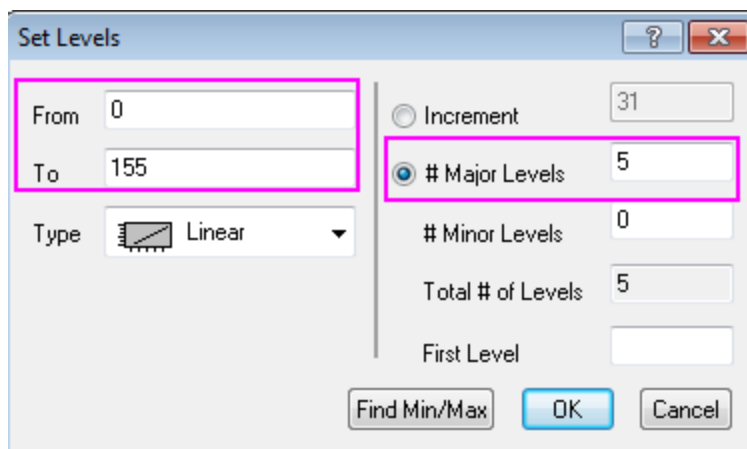 Set Levels
?
From 0
To 155
Type Linear
Increment 31
# Major Levels 5
# Minor Levels 0
Total # of Levels 5
First Level
Find Min/Max OK Cancel